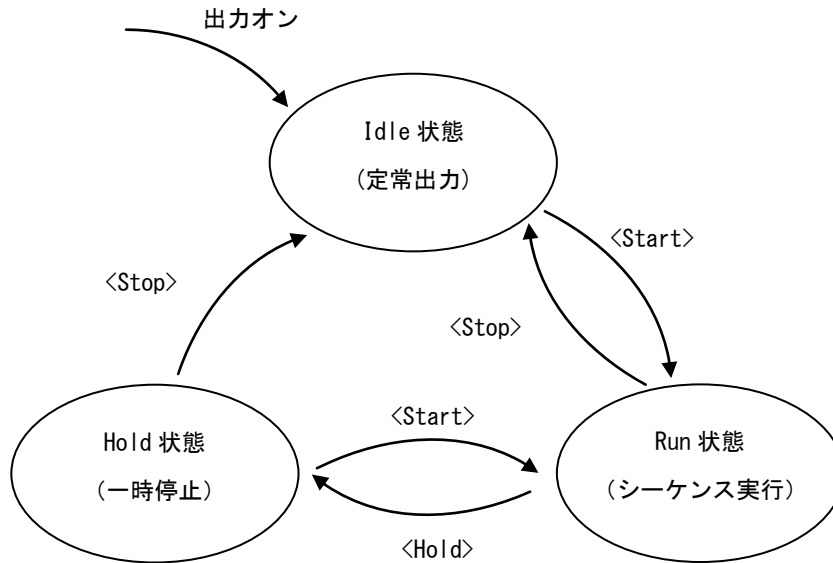 出力オン
Idle 状態
（定常出力）
<Start>
<Stop>
<Stop>
<Start>
Hold 状態
（一時停止）
Run 状態
（シーケンス実行）
<Hold>